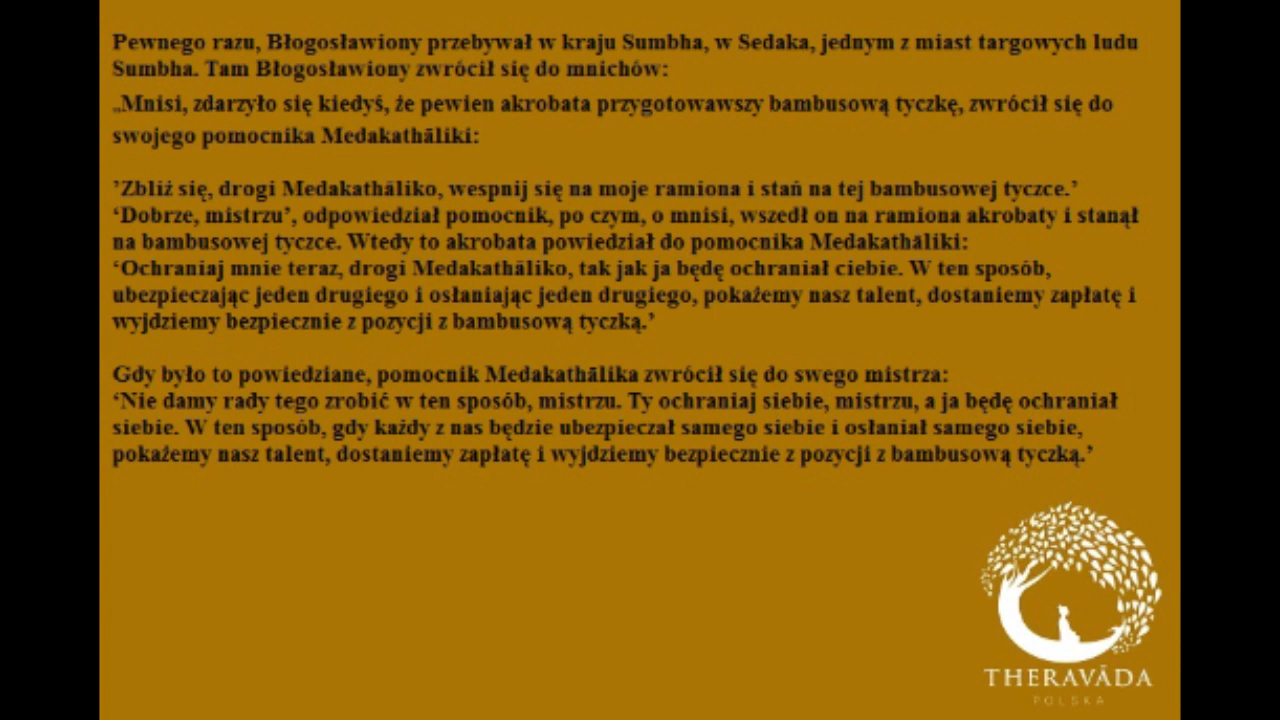 Pewnego razu, Błogosławiony przebywał w kraju Sumbha, w Sedaka, jednym z miast targowych ludu
Sumbha. Tam Błogosławiony zwrócił się do mnichów:
„Mnisi, zdarzyło się kiedyś, że pewien akrobata przygotowawszy bambusową tyczkę, zwrócił się do
swojego pomocnika Medakathāliki:
’Zbliż się, drogi Medakathāliko, wespnij się na moje ramiona i stań na tej bambusowej tyczce.’
‘Dobrze, mistrzu’, odpowiedział pomocnik, po czym, o mnisi, wszedł on na ramiona akrobaty i stanął
na bambusowej tyczce. Wtedy to akrobata powiedział do pomocnika Medakathāliki:
‘Ochraniaj mnie teraz, drogi Medakathāliko, tak jak ja będę ochraniał ciebie. W ten sposób,
ubezpieczając jeden drugiego i osłaniając jeden drugiego, pokażemy nasz talent, dostaniemy zapłatę i
wyjdziemy bezpiecznie z pozycji z bambusową tyczką.’
Gdy było to powiedziane, pomocnik Medakathālika zwrócił się do swego mistrza:
‘Nie damy rady tego zrobić w ten sposób, mistrzu. Ty ochraniaj siebie, mistrzu, a ja będę ochraniał
siebie. W ten sposób, gdy każdy z nas będzie ubezpieczał samego siebie i osłaniał samego siebie,
pokażemy nasz talent, dostaniemy zapłatę i wyjdziemy bezpiecznie z pozycji z bambusową tyczką.’
THERAVĀDA
POLSKA